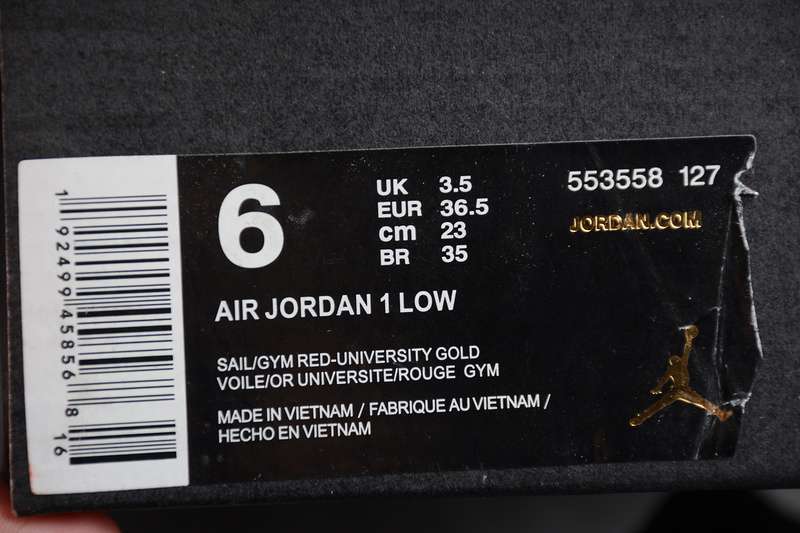 1 92499 45856 8 16
6
UK 3.5
EUR 36.5
cm 23
BR 35
553558 127
JORDAN.COM
AIR JORDAN 1 LOW
SAIL/GYM RED-UNIVERSITY GOLD
VOILE/OR UNIVERSITE/ROUGE GYM
MADE IN VIETNAM / FABRIQUE AU VIETNAM /
HECHO EN VIETNAM